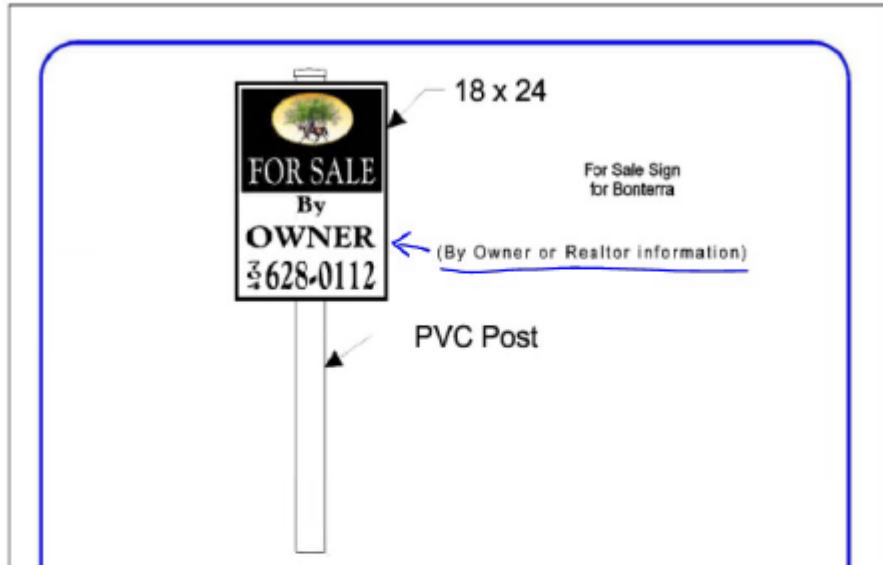 18 x 24
FOR SALE
By
OWNER
704 628-0112
For Sale Sign
for Bonterra
(By Owner or Realtor information)
PVC Post